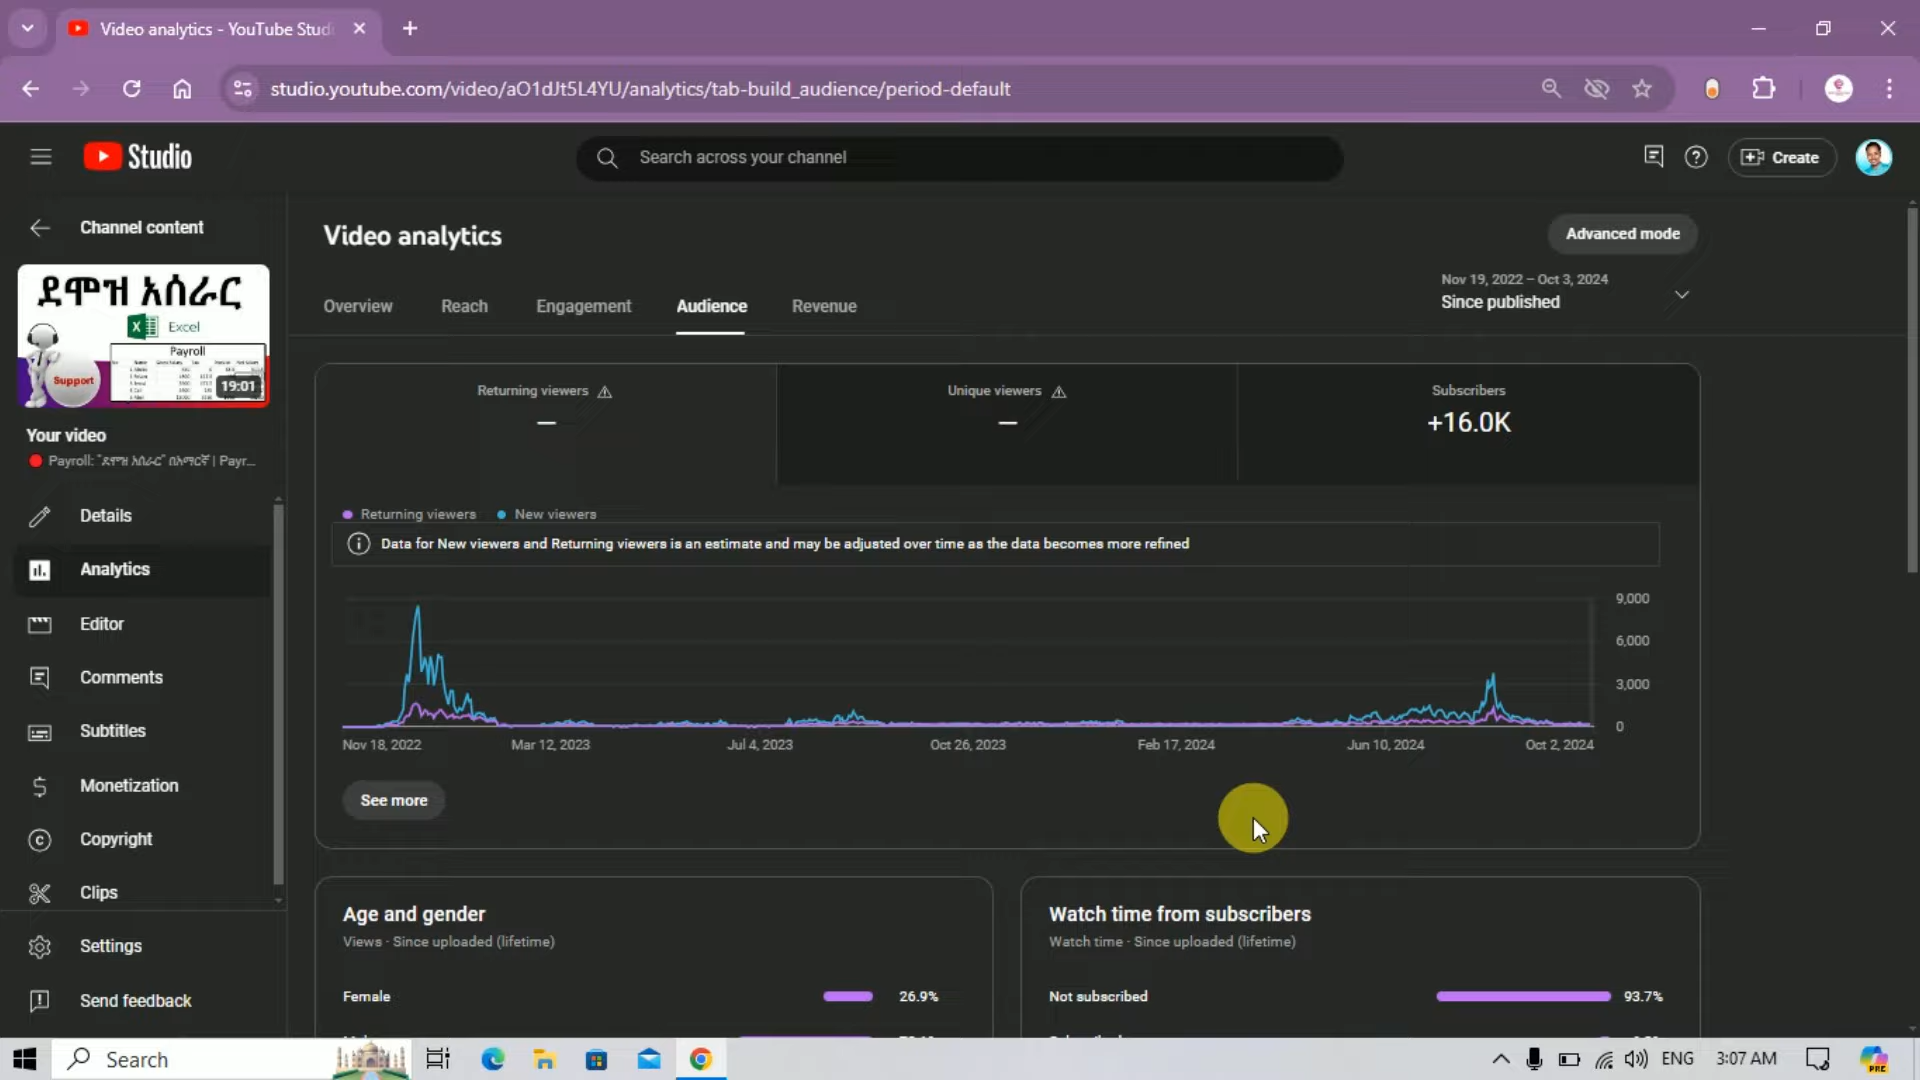 Video analytics - YouTube Stud
studio.youtube.com/video/aO1dJt5L4YU/analytics/tab-build_audience/period-default
Studio
Search across your channel
Create
Channel content
ደሞዝ አሰራር
Excel
Payroll
Support
19:01
Your video
Payroll: "ደሞዝ አሰራር" በአማርኛ | Payr...
Details
Analytics
Editor
Comments
Subtitles
Monetization
Copyright
Clips
Settings
Send feedback
Video analytics
Advanced mode
Overview
Reach
Engagement
Audience
Revenue
Nov 19, 2022 – Oct 3, 2024
Since published
Returning viewers
—
Unique viewers
—
Subscribers
+16.0K
Returning viewers
New viewers
Data for New viewers and Returning viewers is an estimate and may be adjusted over time as the data becomes more refined
9,000
6,000
3,000
0
Nov 18, 2022
Mar 12, 2023
Jul 4, 2023
Oct 26, 2023
Feb 17, 2024
Jun 10, 2024
Oct 2, 2024
See more
Age and gender
Views · Since uploaded (lifetime)
Female
26.9%
Watch time from subscribers
Watch time · Since uploaded (lifetime)
Not subscribed
93.7%
Search
ENG
3:07 AM
PRE